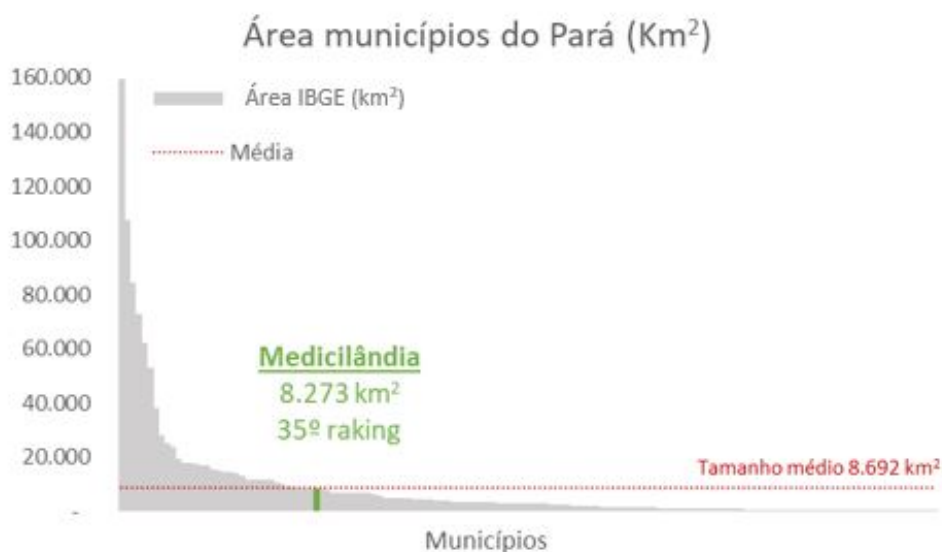 Área municípios do Pará (Km²)
160.000
140.000
120.000
100.000
80.000
60.000
40.000
20.000
-
Área IBGE (km²)
Média
Medicilândia
8.273 km²
35º raking
Tamanho médio 8.692 km²
Municípios